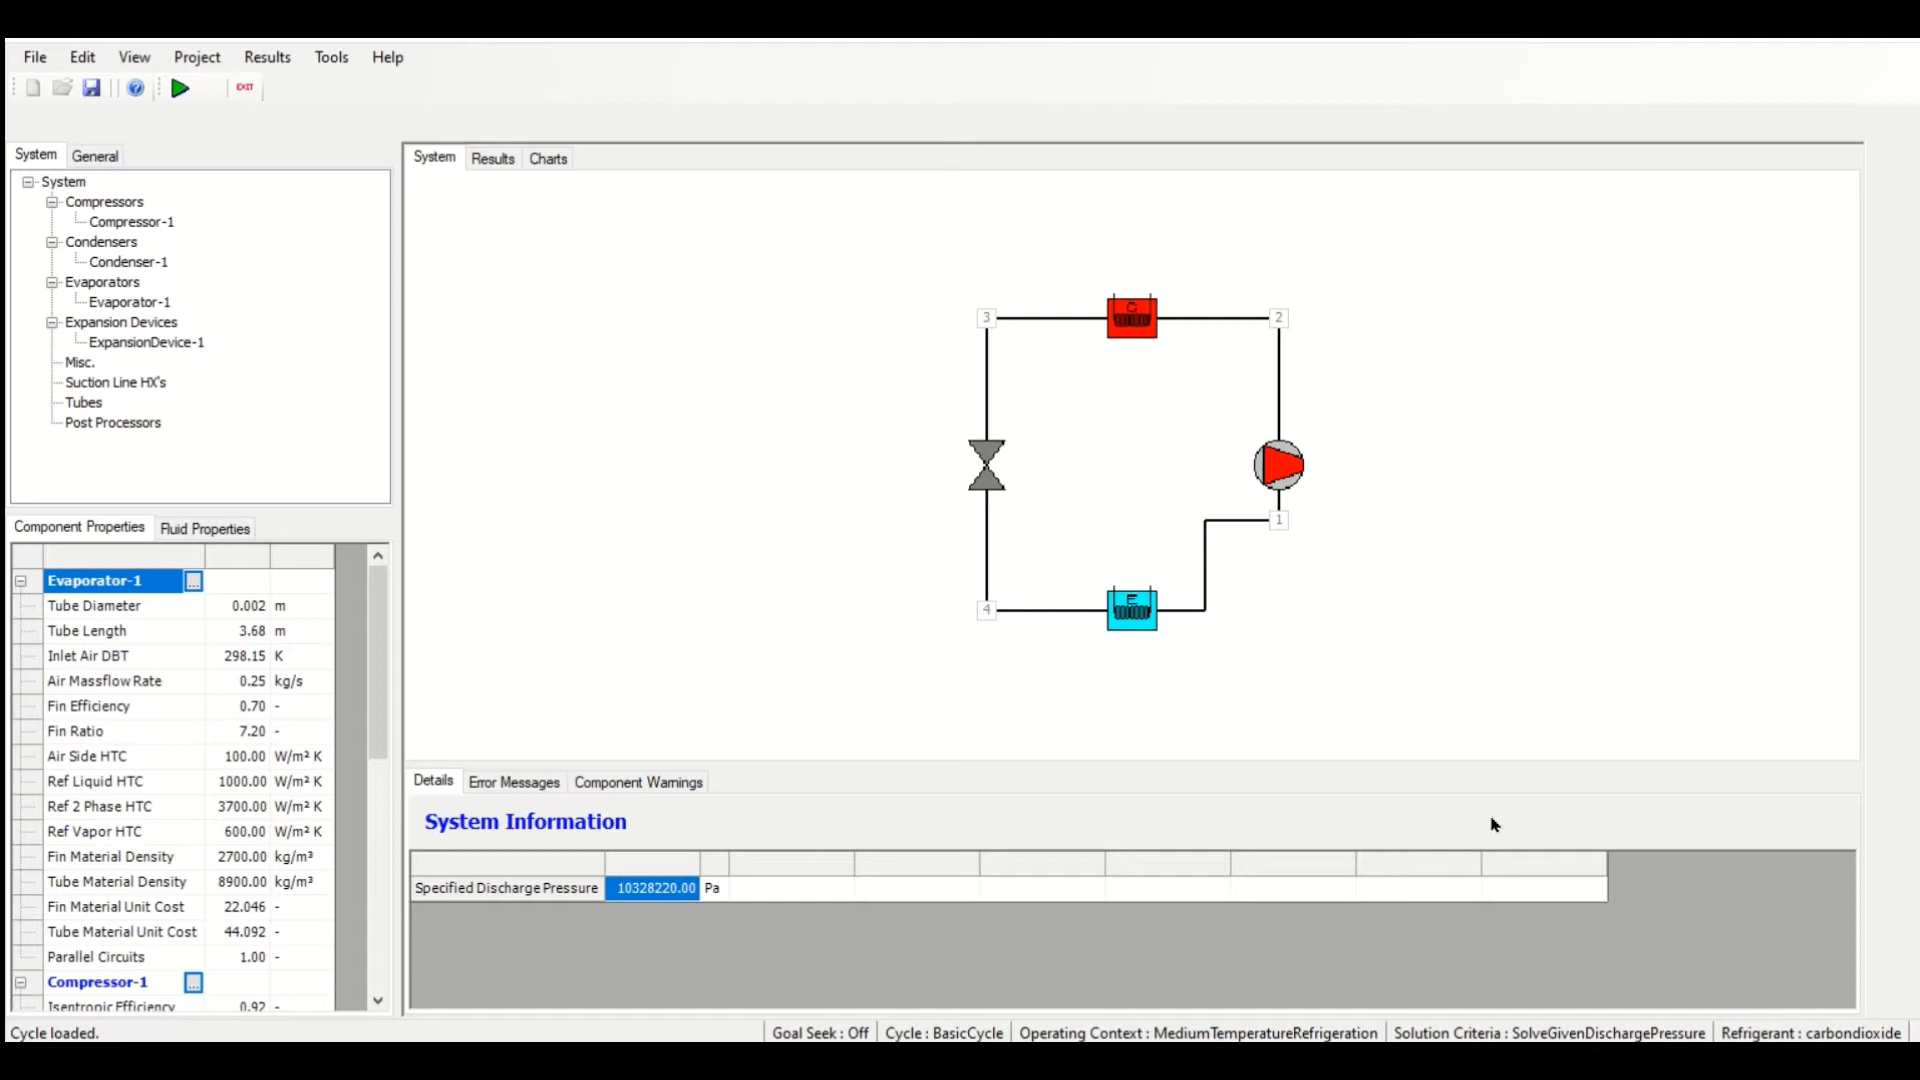 File Edit View Project Results Tools Help
EXIT
System General
System
Compressors
Compressor-1
Condensers
Condenser-1
Evaporators
Evaporator-1
Expansion Devices
ExpansionDevice-1
Misc.
Suction Line HX's
Tubes
Post Processors
Component Properties Fluid Properties
Evaporator-1 ...
Tube Diameter 0.002 m
Tube Length 3.68 m
Inlet Air DBT 298.15 K
Air Massflow Rate 0.25 kg/s
Fin Efficiency 0.70 -
Fin Ratio 7.20 -
Air Side HTC 100.00 W/m² K
Ref Liquid HTC 1000.00 W/m² K
Ref 2 Phase HTC 3700.00 W/m² K
Ref Vapor HTC 600.00 W/m² K
Fin Material Density 2700.00 kg/m³
Tube Material Density 8900.00 kg/m³
Fin Material Unit Cost 22.046 -
Tube Material Unit Cost 44.092 -
Parallel Circuits 1.00 -
Compressor-1 ...
Isentropic Efficiency 0.92 -
System Results Charts
3 C 2
1
4 E
Details Error Messages Component Warnings
System Information
Specified Discharge Pressure 10328220.00 Pa
Cycle loaded. Goal Seek : Off Cycle : BasicCycle Operating Context : MediumTemperatureRefrigeration Solution Criteria : SolveGivenDischargePressure Refrigerant : carbondioxide